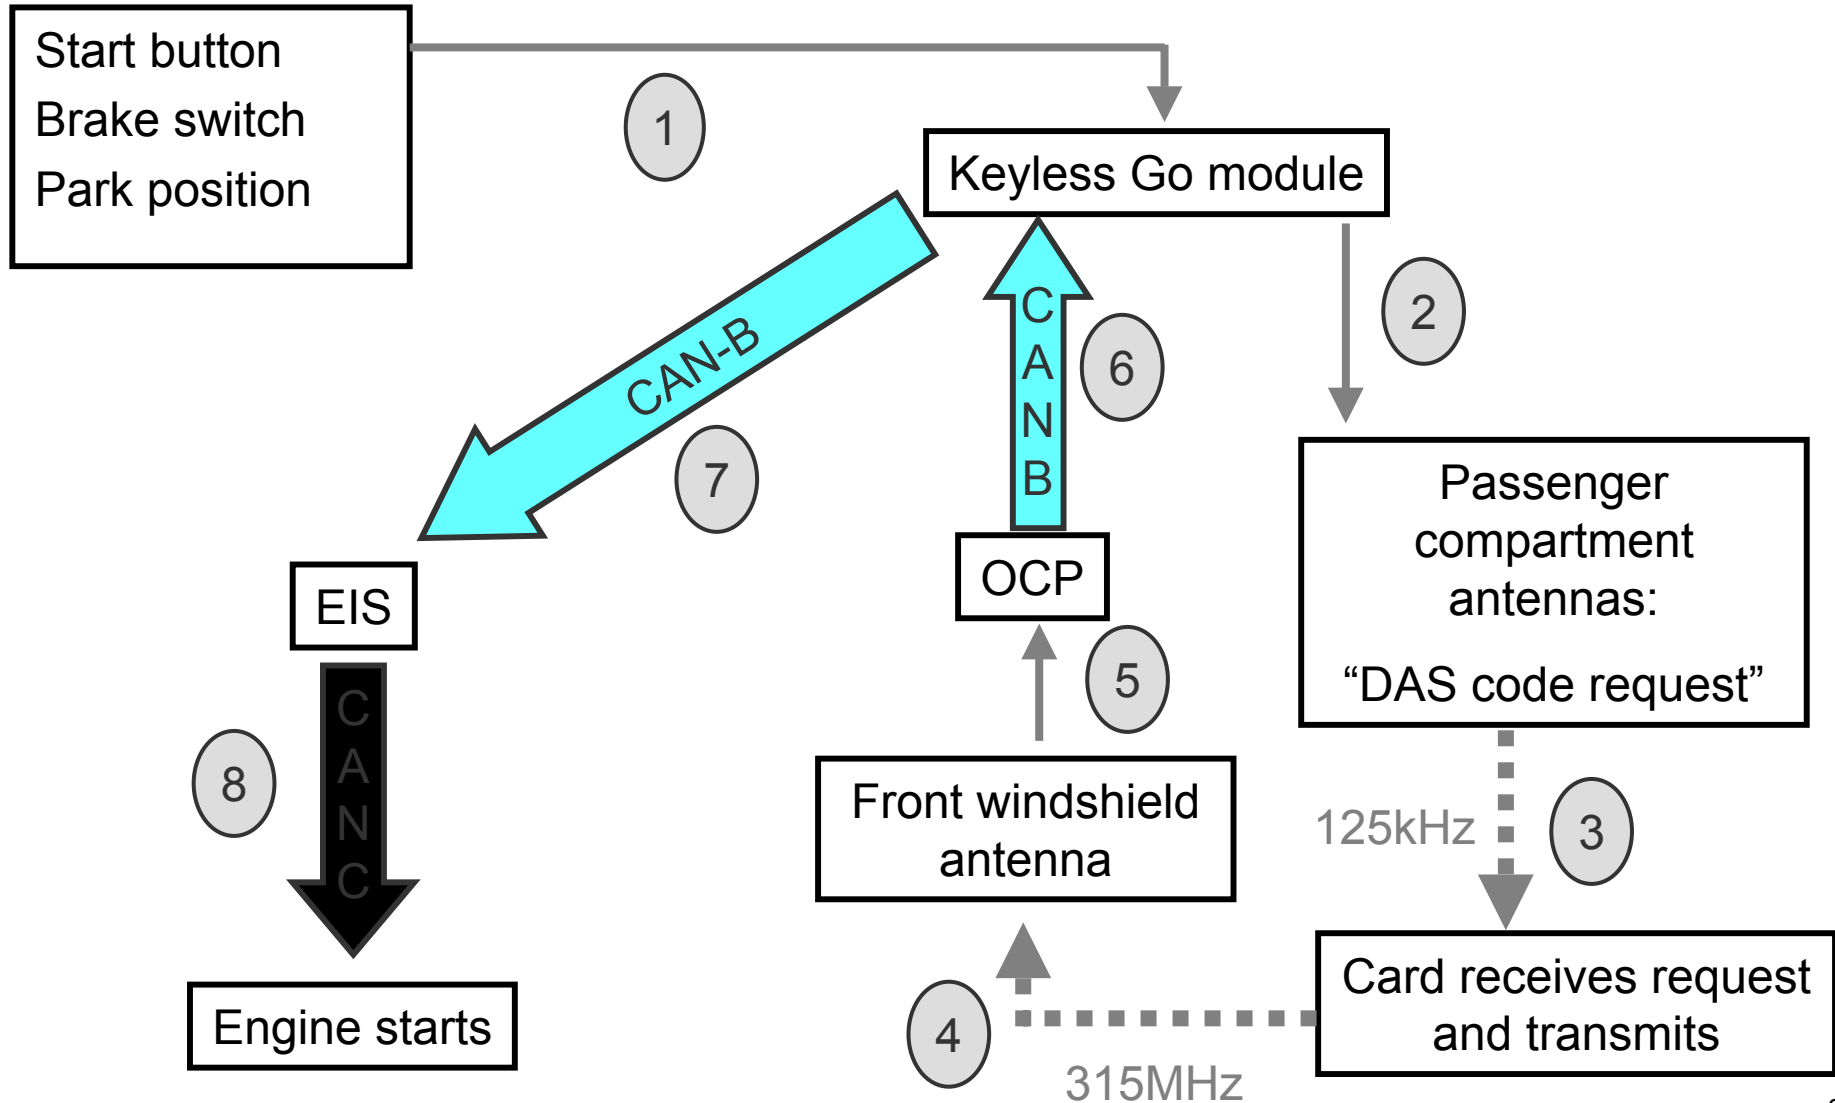 Start button
Brake switch
Park position
1
Keyless Go module
2
CAN-B
C
A
N
B
6
7
Passenger
compartment
antennas:
“DAS code request”
EIS
OCP
5
C
A
N
C
8
Front windshield
antenna
125kHz
3
Engine starts
4
315MHz
Card receives request
and transmits